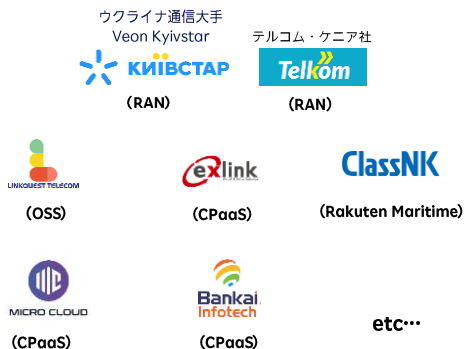 ウクライナ通信大手
Veon Kyivstar
КИЇВСТАР
(RAN)
テルコム・ケニア社
Telkom
(RAN)
LINKQUEST TELECOM
(OSS)
exlink
(CPaaS)
ClassNK
(Rakuten Maritime)
MC
MICRO CLOUD
(CPaaS)
Bankai
Infotech
(CPaaS)
etc…